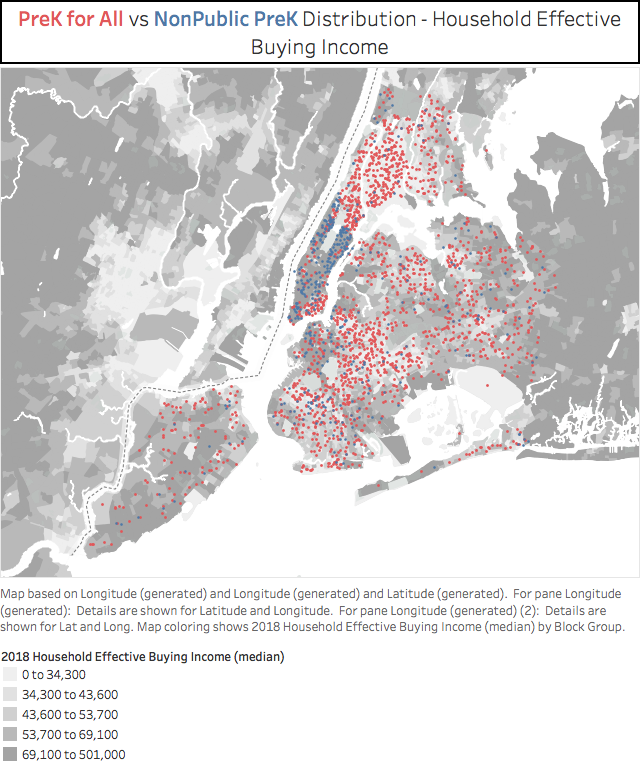 PreK for All vs NonPublic PreK Distribution - Household Effective
Buying Income
Map based on Longitude (generated) and Longitude (generated) and Latitude (generated).  For pane Longitude
(generated):  Details are shown for Latitude and Longitude.  For pane Longitude (generated) (2):  Details are
shown for Lat and Long. Map coloring shows 2018 Household Effective Buying Income (median) by Block Group.
2018 Household Effective Buying Income (median)
0 to 34,300
34,300 to 43,600
43,600 to 53,700
53,700 to 69,100
69,100 to 501,000